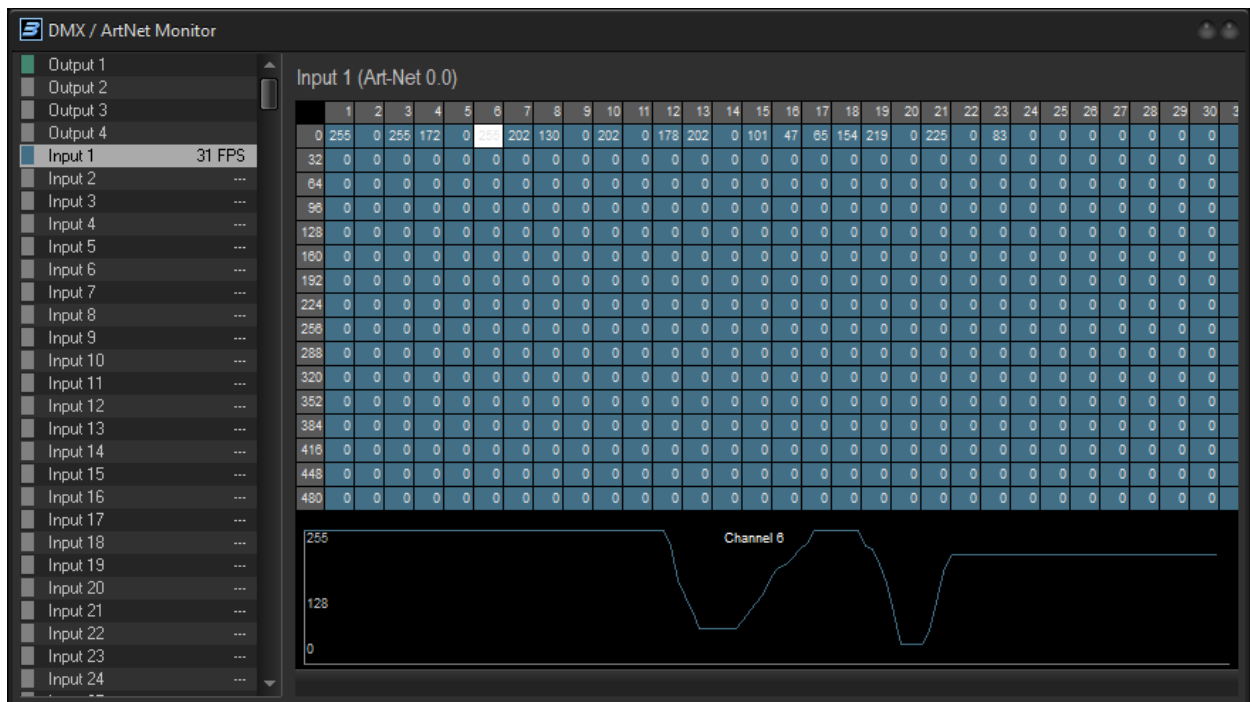 DMX / ArtNet Monitor
Output 1
Output 2
Output 3
Output 4
Input 1 31 FPS
Input 2 ---
Input 3 ---
Input 4 ---
Input 5 ---
Input 6 ---
Input 7 ---
Input 8 ---
Input 9 ---
Input 10 ---
Input 11 ---
Input 12 ---
Input 13 ---
Input 14 ---
Input 15 ---
Input 16 ---
Input 17 ---
Input 18 ---
Input 19 ---
Input 20 ---
Input 21 ---
Input 22 ---
Input 23 ---
Input 24 ---
Input 1 (Art-Net 0.0)
1 2 3 4 5 6 7 8 9 10 11 12 13 14 15 16 17 18 19 20 21 22 23 24 25 26 27 28 29 30
0 255 0 255 172 0 255 202 130 0 202 0 178 202 0 101 47 65 154 219 0 225 0 83 0 0 0 0 0 0 0
32 0 0 0 0 0 0 0 0 0 0 0 0 0 0 0 0 0 0 0 0 0 0 0 0 0 0 0 0 0 0
64 0 0 0 0 0 0 0 0 0 0 0 0 0 0 0 0 0 0 0 0 0 0 0 0 0 0 0 0 0 0
96 0 0 0 0 0 0 0 0 0 0 0 0 0 0 0 0 0 0 0 0 0 0 0 0 0 0 0 0 0 0
128 0 0 0 0 0 0 0 0 0 0 0 0 0 0 0 0 0 0 0 0 0 0 0 0 0 0 0 0 0 0
160 0 0 0 0 0 0 0 0 0 0 0 0 0 0 0 0 0 0 0 0 0 0 0 0 0 0 0 0 0 0
192 0 0 0 0 0 0 0 0 0 0 0 0 0 0 0 0 0 0 0 0 0 0 0 0 0 0 0 0 0 0
224 0 0 0 0 0 0 0 0 0 0 0 0 0 0 0 0 0 0 0 0 0 0 0 0 0 0 0 0 0 0
256 0 0 0 0 0 0 0 0 0 0 0 0 0 0 0 0 0 0 0 0 0 0 0 0 0 0 0 0 0 0
288 0 0 0 0 0 0 0 0 0 0 0 0 0 0 0 0 0 0 0 0 0 0 0 0 0 0 0 0 0 0
320 0 0 0 0 0 0 0 0 0 0 0 0 0 0 0 0 0 0 0 0 0 0 0 0 0 0 0 0 0 0
352 0 0 0 0 0 0 0 0 0 0 0 0 0 0 0 0 0 0 0 0 0 0 0 0 0 0 0 0 0 0
384 0 0 0 0 0 0 0 0 0 0 0 0 0 0 0 0 0 0 0 0 0 0 0 0 0 0 0 0 0 0
416 0 0 0 0 0 0 0 0 0 0 0 0 0 0 0 0 0 0 0 0 0 0 0 0 0 0 0 0 0 0
448 0 0 0 0 0 0 0 0 0 0 0 0 0 0 0 0 0 0 0 0 0 0 0 0 0 0 0 0 0 0
480 0 0 0 0 0 0 0 0 0 0 0 0 0 0 0 0 0 0 0 0 0 0 0 0 0 0 0 0 0 0
255
Channel 6
128
0